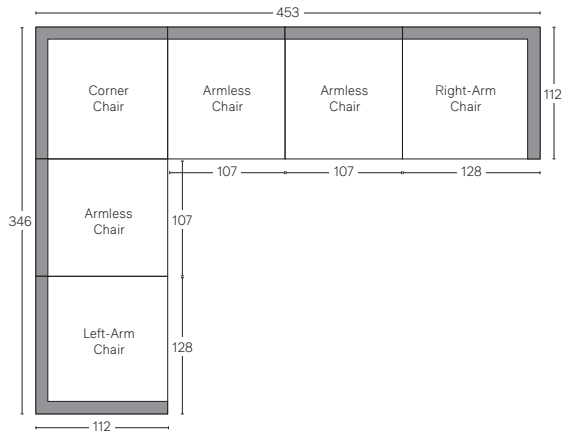 453
Corner
Chair
Armless
Chair
Armless
Chair
Right-Arm
Chair
112
107
107
128
Armless
Chair
346
107
Left-Arm
Chair
128
112